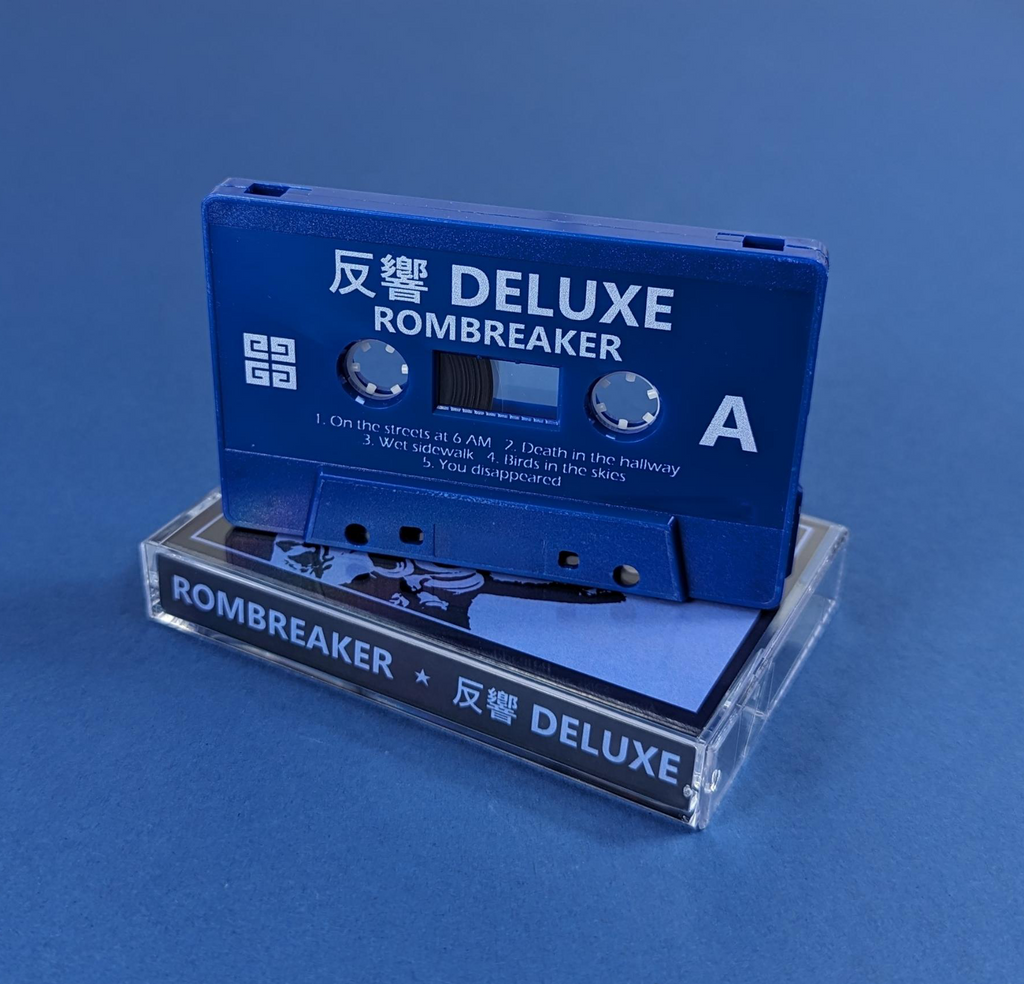 反響 DELUXE
ROMBREAKER
A
1. On the streets at 6 AM 2. Death in the hallway
3. Wet sidewalk 4. Birds in the skies
5. You disappeared
ROMBREAKER ★ 反響 DELUXE